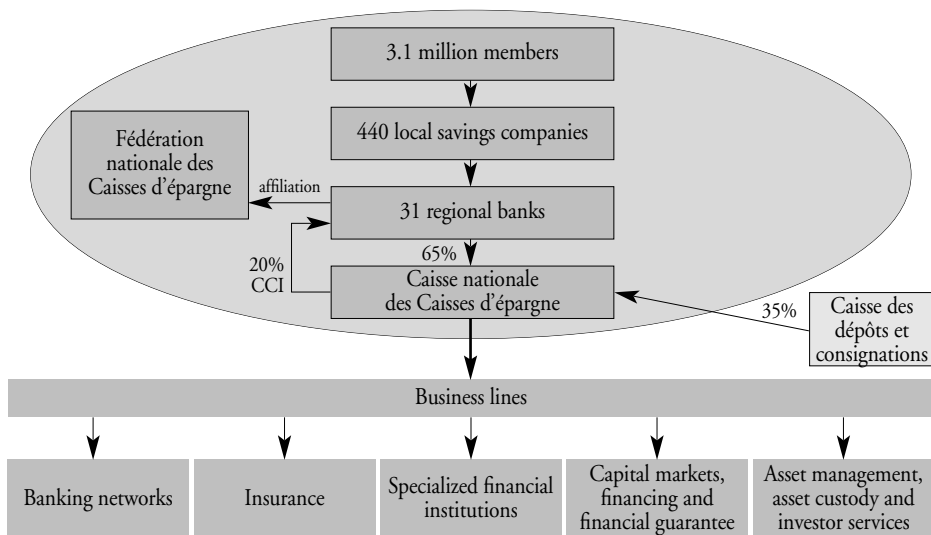 3.1 million members
440 local savings companies
Fédération
nationale des
Caisses d'épargne
affiliation
31 regional banks
20%
CCI
65%
Caisse nationale
des Caisses d'épargne
35%
Caisse des
dépôts et
consignations
Business lines
Banking networks
Insurance
Specialized financial
institutions
Capital markets,
financing and
financial guarantee
Asset management,
asset custody and
investor services